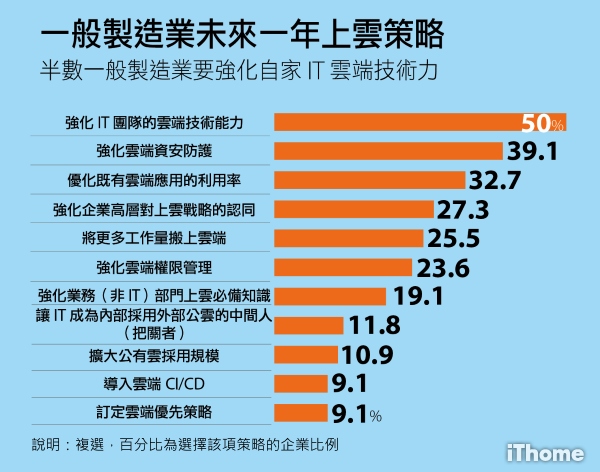 一般製造業未來一年上雲策略
半數一般製造業要強化自家 IT 雲端技術力
強化 IT 團隊的雲端技術能力 50%
強化雲端資安防護 39.1
優化既有雲端應用的利用率 32.7
強化企業高層對上雲戰略的認同 27.3
將更多工作量搬上雲端 25.5
強化雲端權限管理 23.6
強化業務（非 IT）部門上雲必備知識 19.1
讓 IT 成為內部採用外部公雲的中間人
（把關者） 11.8
擴大公有雲採用規模 10.9
導入雲端 CI/CD 9.1
訂定雲端優先策略 9.1%
說明：複選，百分比為選擇該項策略的企業比例
iThome